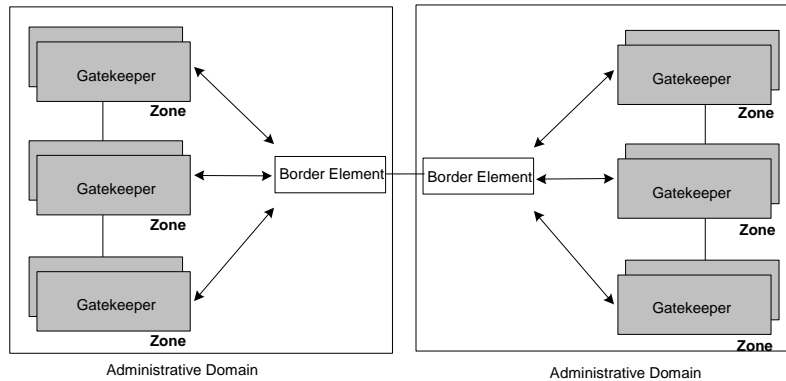 Gatekeeper
Zone
Gatekeeper
Zone
Gatekeeper
Zone
Border Element
Administrative Domain
Border Element
Gatekeeper
Zone
Gatekeeper
Zone
Gatekeeper
Zone
Administrative Domain